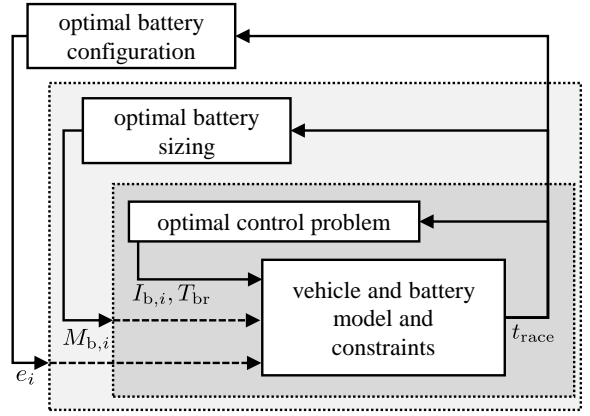 optimal battery
configuration
optimal battery
sizing
optimal control problem
I_{b,i}, T_{br}
vehicle and battery
model and
constraints
M_{b,i}
t_{race}
e_i